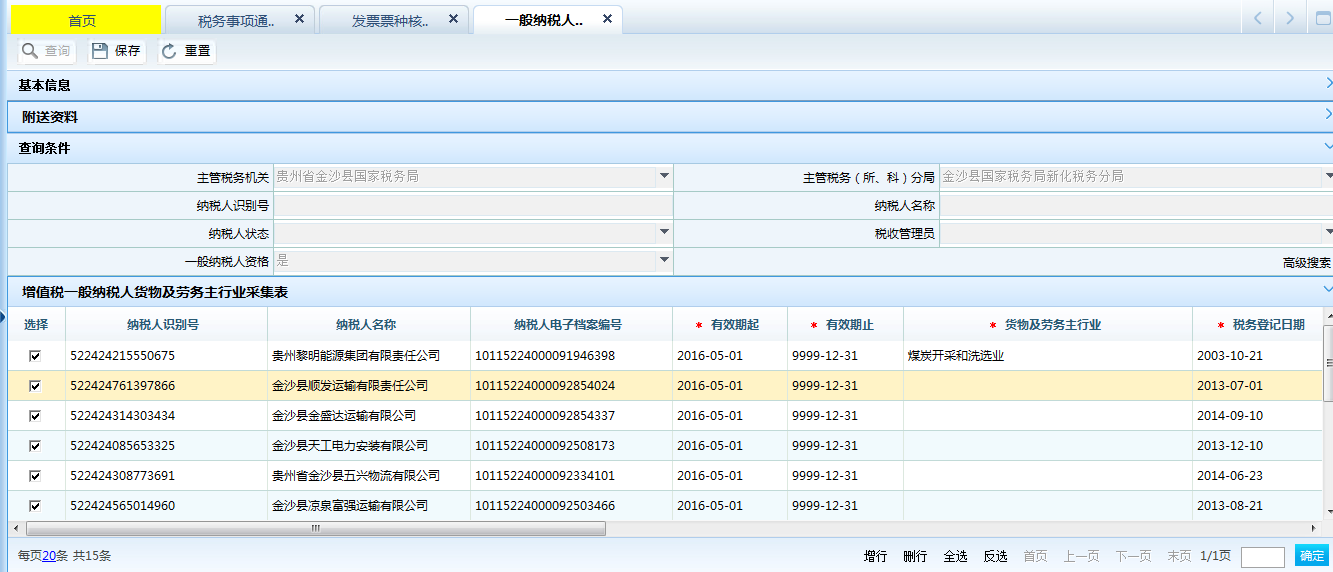 首页 税务事项通.. 发票票种核.. 一般纳税人..
查询 保存 重置
基本信息
附送资料
查询条件
主管税务机关 贵州省金沙县国家税务局 主管税务（所、科）分局 金沙县国家税务局新化税务分局
纳税人识别号 纳税人名称
纳税人状态 税收管理员
一般纳税人资格 是 高级搜索
增值税一般纳税人货物及劳务主行业采集表
选择 纳税人识别号 纳税人名称 纳税人电子档案编号 * 有效期起 * 有效期止 * 货物及劳务主行业 * 税务登记日期
522424215550675 贵州黎明能源集团有限责任公司 10115224000091946398 2016-05-01 9999-12-31 煤炭开采和洗选业 2003-10-21
522424761397866 金沙县顺发运输有限责任公司 10115224000092854024 2016-05-01 9999-12-31 2013-07-01
522424314303434 金沙县金盛达运输有限公司 10115224000092854337 2016-05-01 9999-12-31 2014-09-10
522424085653325 金沙县天工电力安装有限公司 10115224000092508173 2016-05-01 9999-12-31 2013-12-10
522424308773691 贵州省金沙县五兴物流有限公司 10115224000092334101 2016-05-01 9999-12-31 2014-06-23
522424565014960 金沙县凉泉富强运输有限公司 10115224000092503466 2016-05-01 9999-12-31 2013-08-21
每页20条 共15条 增行 删行 全选 反选 首页 上一页 下一页 末页 1/1页 确定